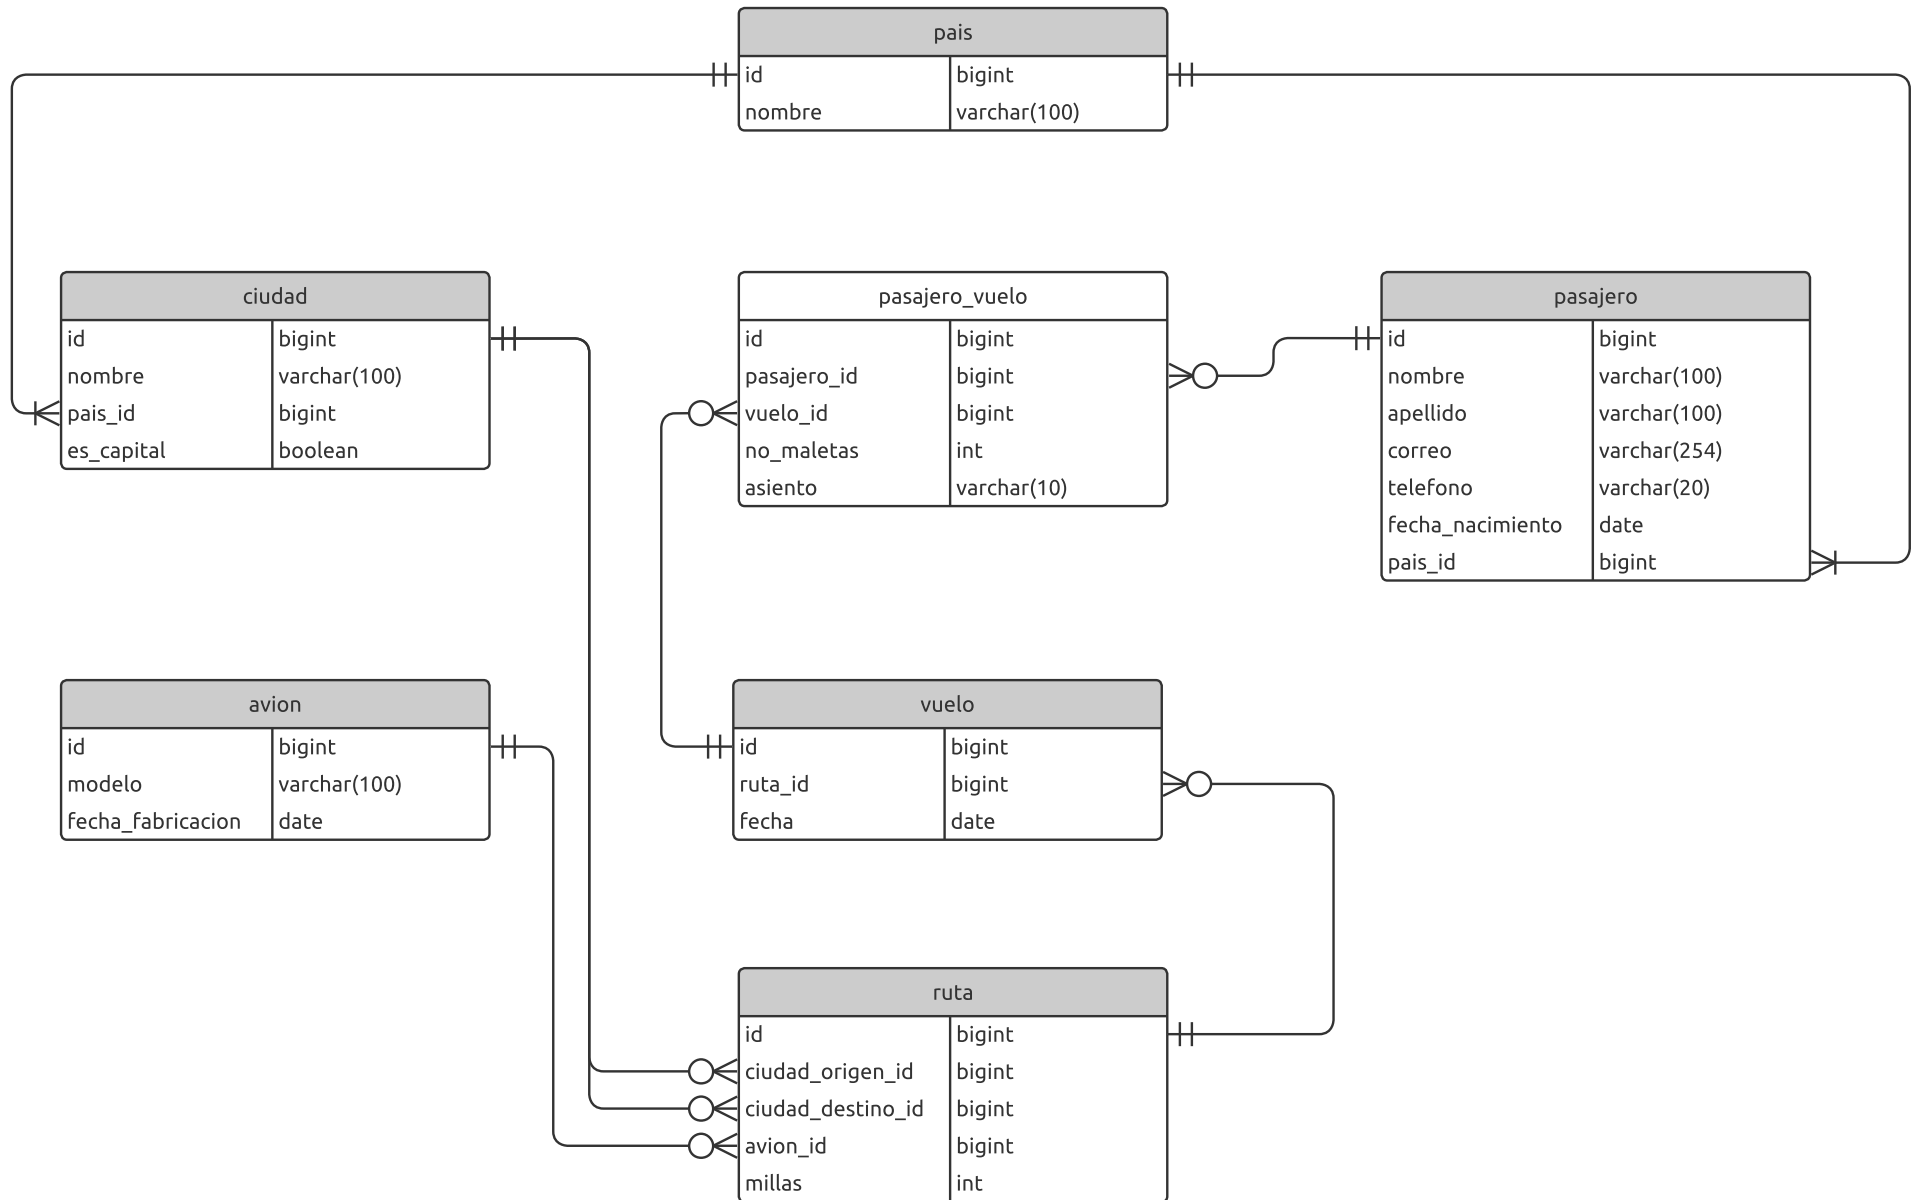 pais
id bigint
nombre varchar(100)
ciudad
id bigint
nombre varchar(100)
pais_id bigint
es_capital boolean
pasajero_vuelo
id bigint
pasajero_id bigint
vuelo_id bigint
no_maletas int
asiento varchar(10)
pasajero
id bigint
nombre varchar(100)
apellido varchar(100)
correo varchar(254)
telefono varchar(20)
fecha_nacimiento date
pais_id bigint
avion
id bigint
modelo varchar(100)
fecha_fabricacion date
vuelo
id bigint
ruta_id bigint
fecha date
ruta
id bigint
ciudad_origen_id bigint
ciudad_destino_id bigint
avion_id bigint
millas int